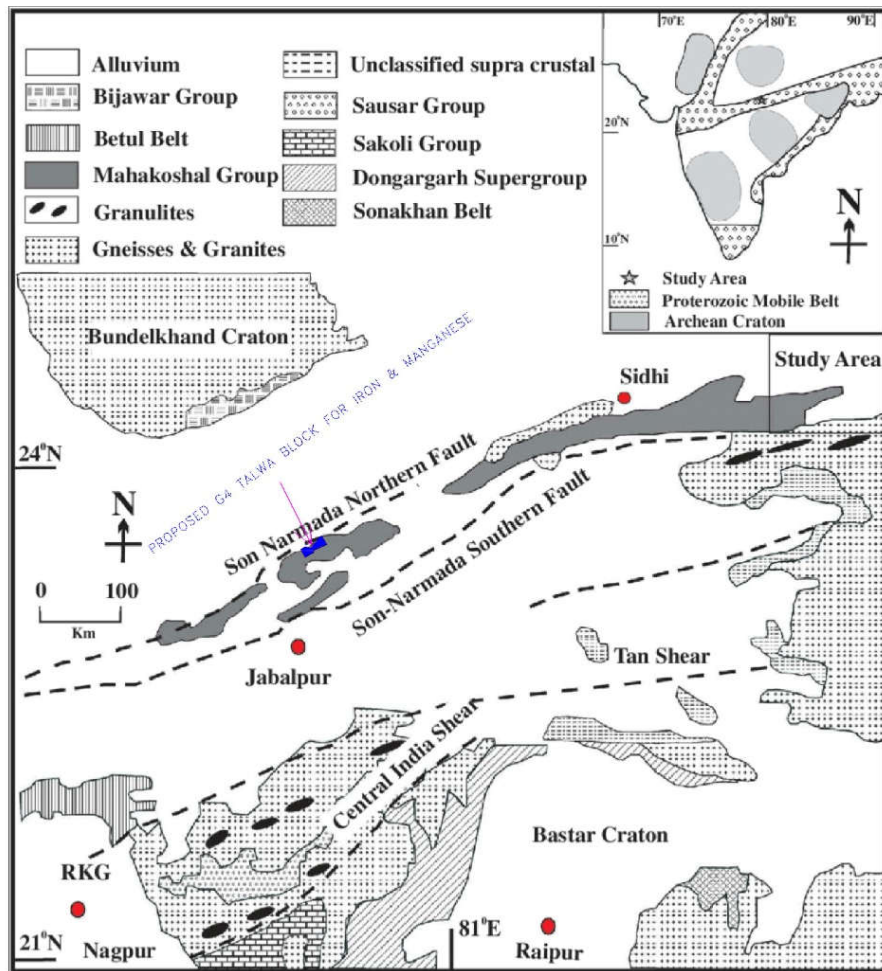 Alluvium
Bijawar Group
Betul Belt
Mahakoshal Group
Granulites
Gneisses & Granites
Unclassified supra crustal
Sausar Group
Sakoli Group
Dongargarh Supergroup
Sonakhan Belt
70°E 80°E 90°E
20°N
10°N
N
Study Area
Proterozoic Mobile Belt
Archean Craton
Bundelkhand Craton
PROPOSED G4 TALWA BLOCK FOR IRON & MANGANESE
Study Area
Sidhi
24°N
Son Narmada Northern Fault
Son-Narmada Southern Fault
N
0 100
Km
Jabalpur
Tan Shear
Central India Shear
Bastar Craton
RKG
Nagpur
21°N
81°E
Raipur